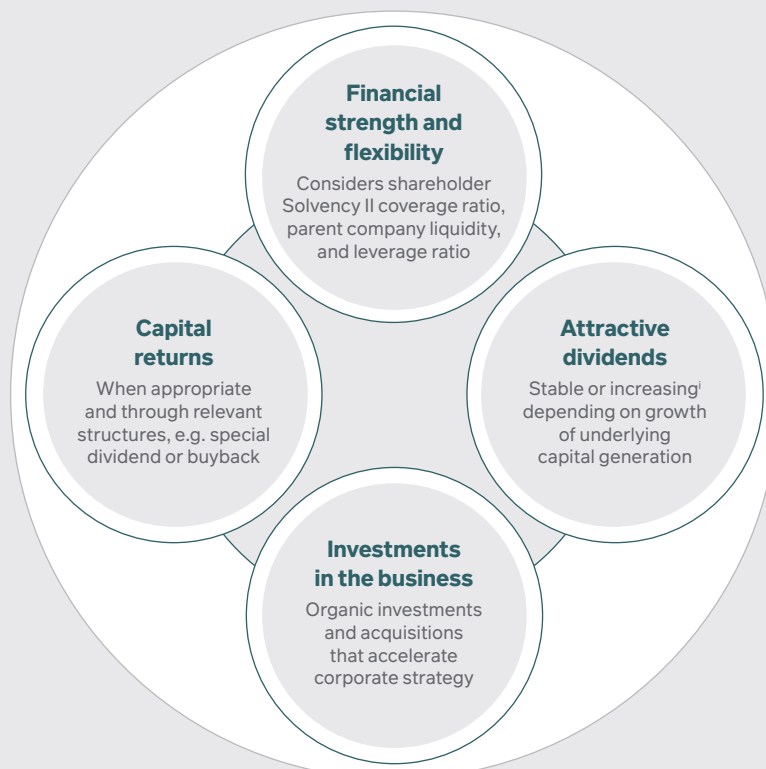 Financial
strength and
flexibility
Considers shareholder
Solvency II coverage ratio,
parent company liquidity,
and leverage ratio
Capital
returns
When appropriate
and through relevant
structures, e.g. special
dividend or buyback
Attractive
dividends
Stable or increasingⁱ
depending on growth
of underlying
capital generation
Investments
in the business
Organic investments
and acquisitions
that accelerate
corporate strategy